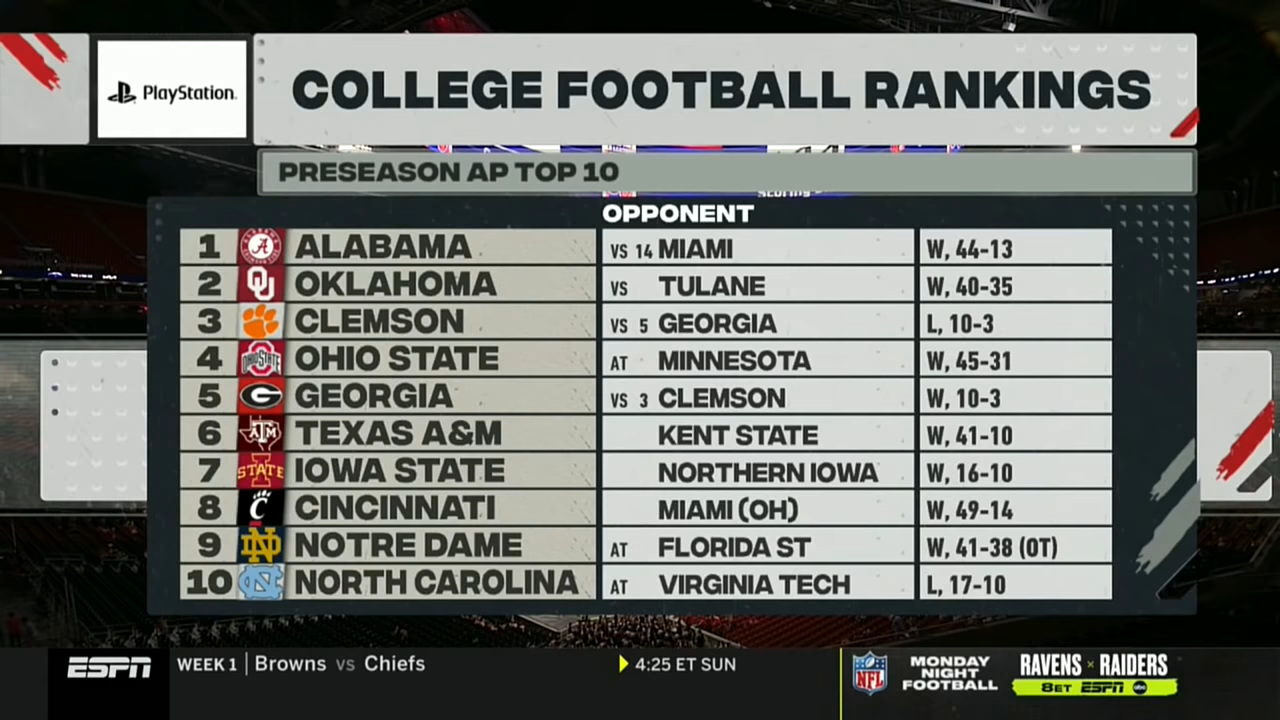 PlayStation
COLLEGE FOOTBALL RANKINGS
PRESEASON AP TOP 10
OPPONENT
1 ALABAMA VS 14 MIAMI W, 44-13
2 OKLAHOMA VS TULANE W, 40-35
3 CLEMSON VS 5 GEORGIA L, 10-3
4 OHIO STATE AT MINNESOTA W, 45-31
5 GEORGIA VS 3 CLEMSON W, 10-3
6 TEXAS A&M KENT STATE W, 41-10
7 IOWA STATE NORTHERN IOWA W, 16-10
8 CINCINNATI MIAMI (OH) W, 49-14
9 NOTRE DAME AT FLORIDA ST W, 41-38 (OT)
10 NORTH CAROLINA AT VIRGINIA TECH L, 17-10
ESPN WEEK 1 | Browns vs Chiefs 4:25 ET SUN
NFL
MONDAY NIGHT FOOTBALL
RAVENS × RAIDERS
8ET ESPN abc